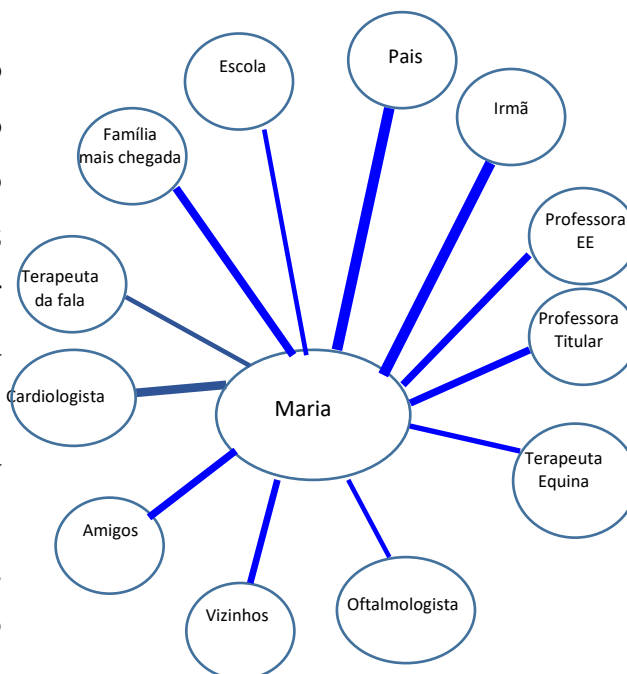 Escola
Pais
Irmã
Família
mais chegada
Professora
EE
Terapeuta
da fala
Professora
Titular
Cardiologista
Maria
Terapeuta
Equina
Amigos
Vizinhos
Oftalmologista